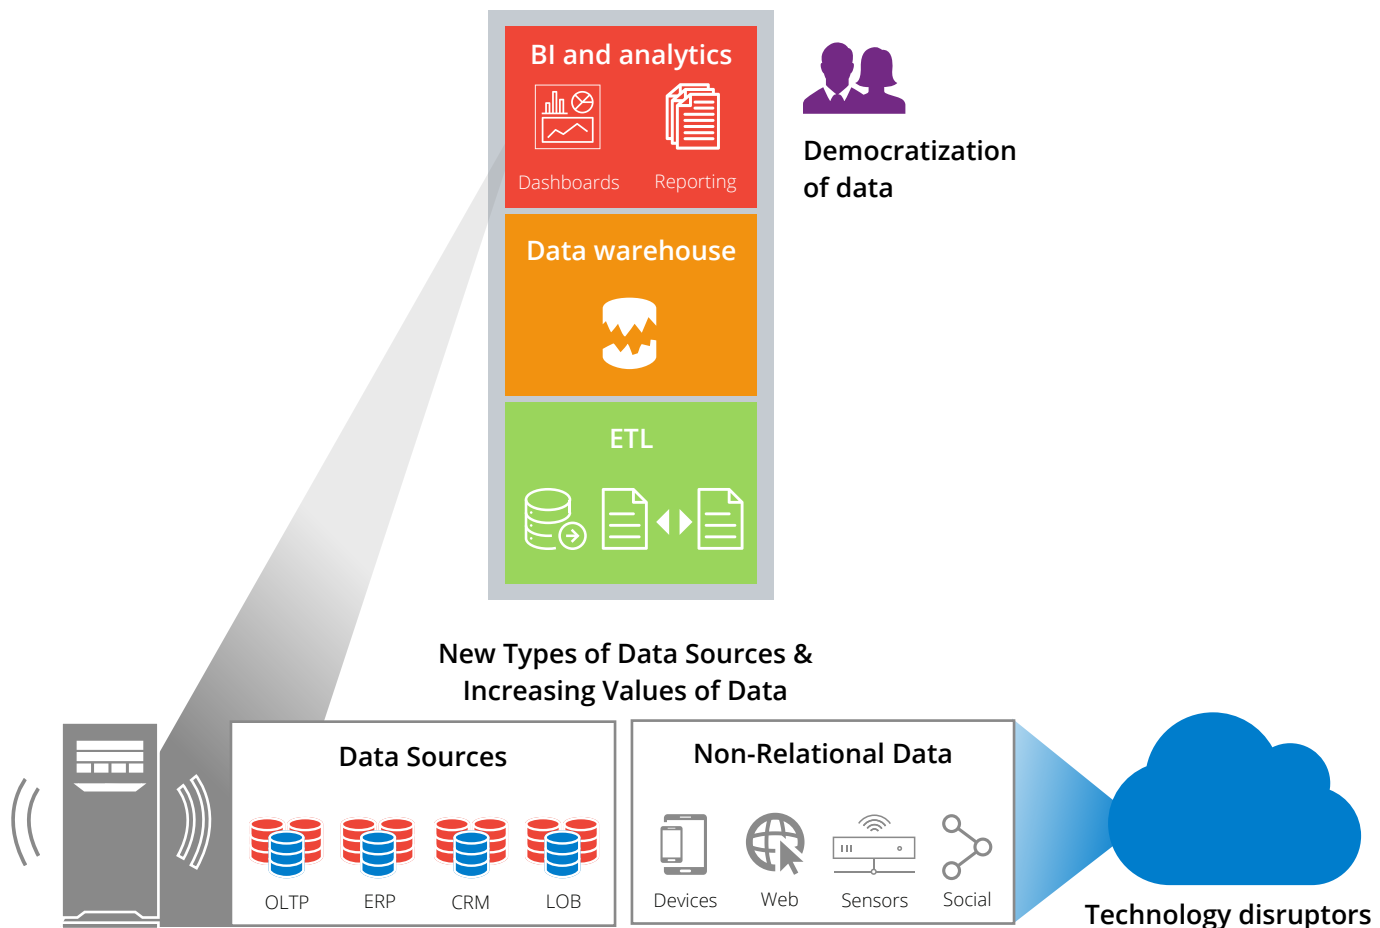 BI and analytics
Dashboards
Reporting
Democratization
of data
Data warehouse
ETL
New Types of Data Sources &
Increasing Values of Data
Data Sources
OLTP
ERP
CRM
LOB
Non-Relational Data
Devices
Web
Sensors
Social
Technology disruptors